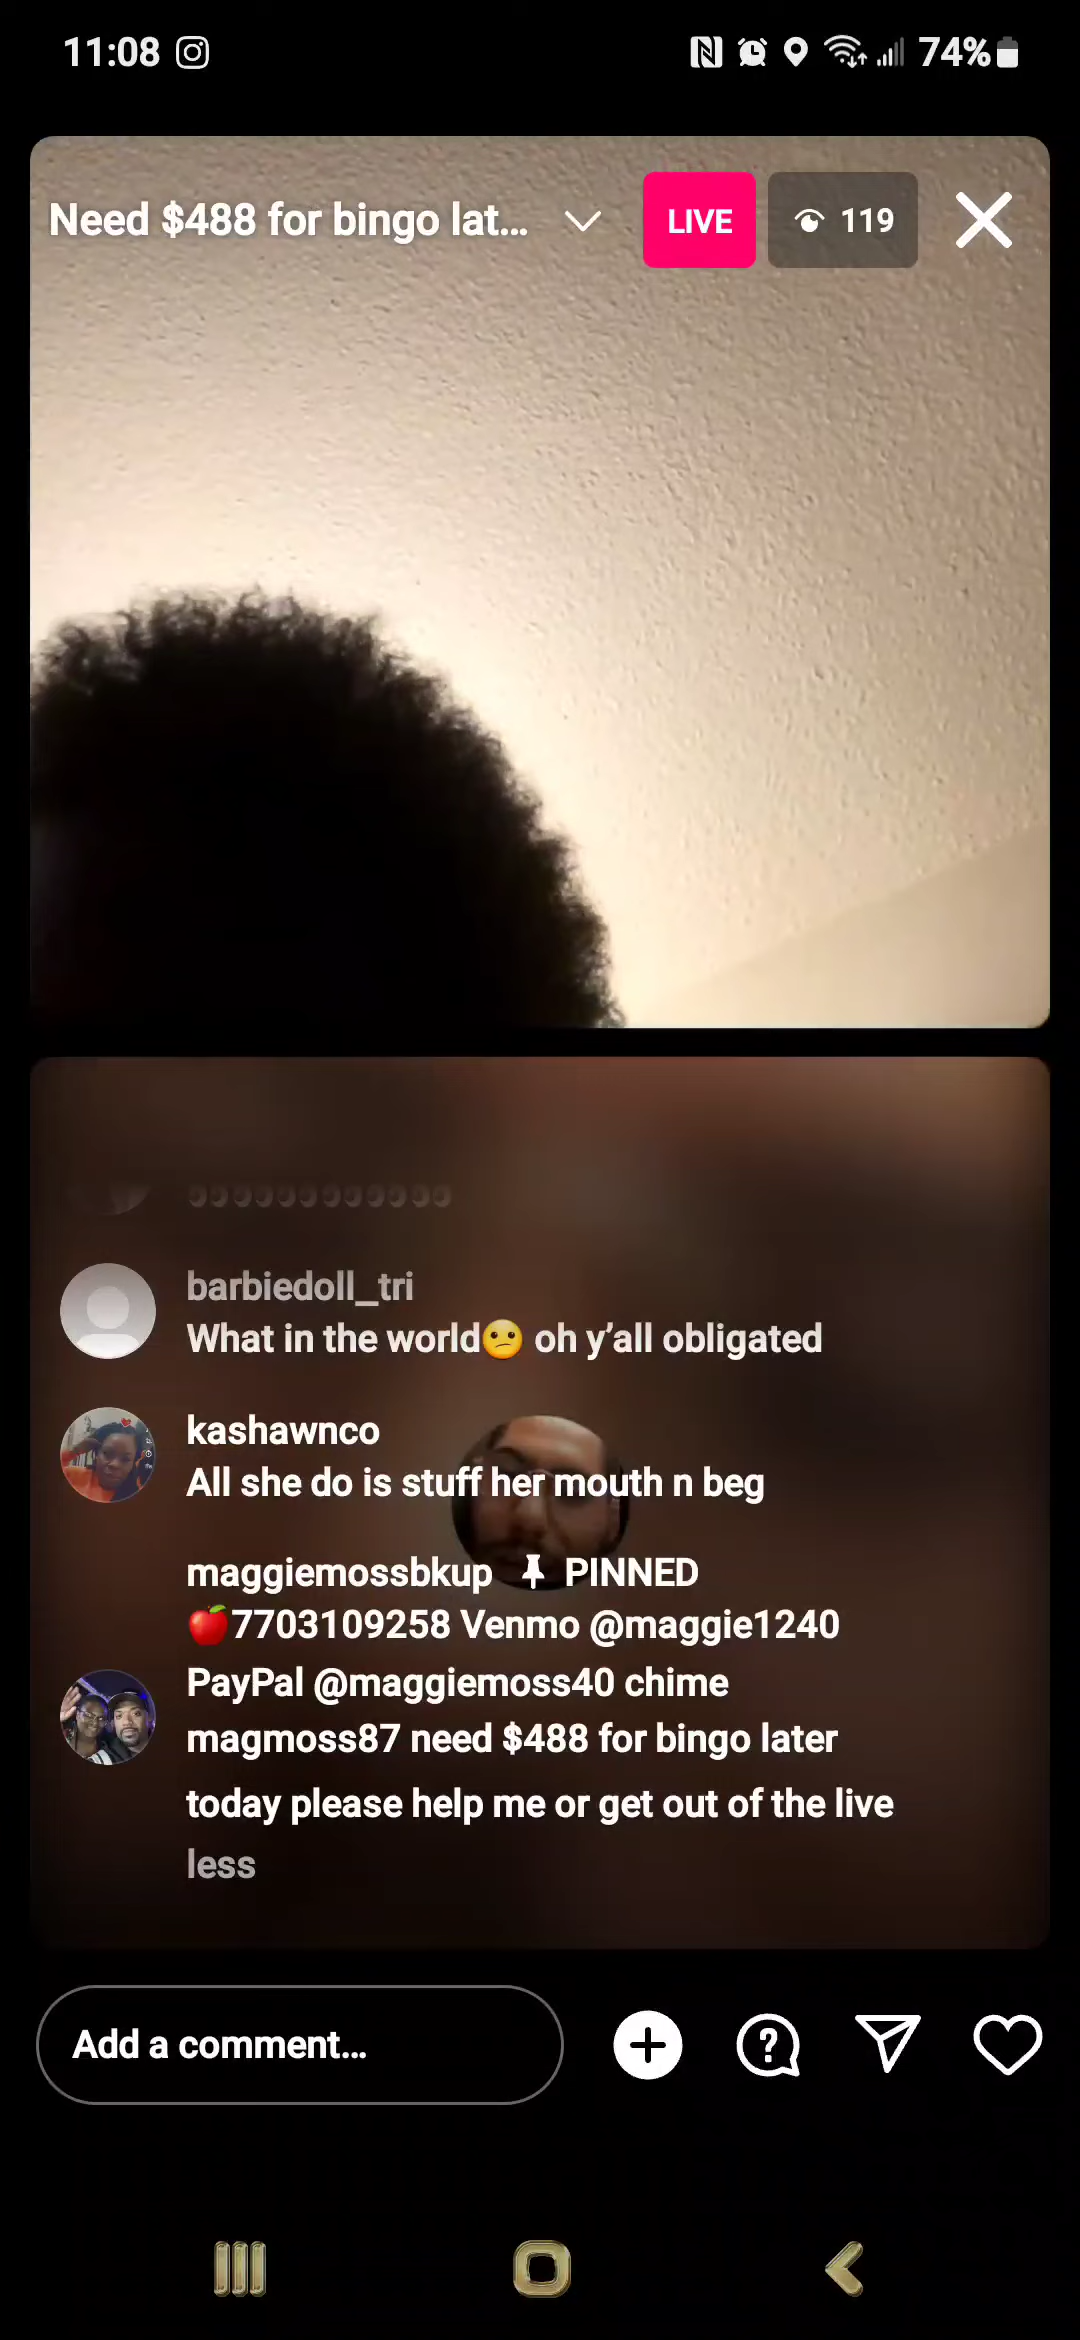 11:08
74%
Need $488 for bingo lat...
LIVE
119
barbiedoll_tri
What in the world😕 oh y’all obligated
kashawnco
All she do is stuff her mouth n beg
maggiemossbkup 📌 PINNED
🍎7703109258 Venmo @maggie1240
PayPal @maggiemoss40 chime
magmoss87 need $488 for bingo later
today please help me or get out of the live
less
Add a comment...